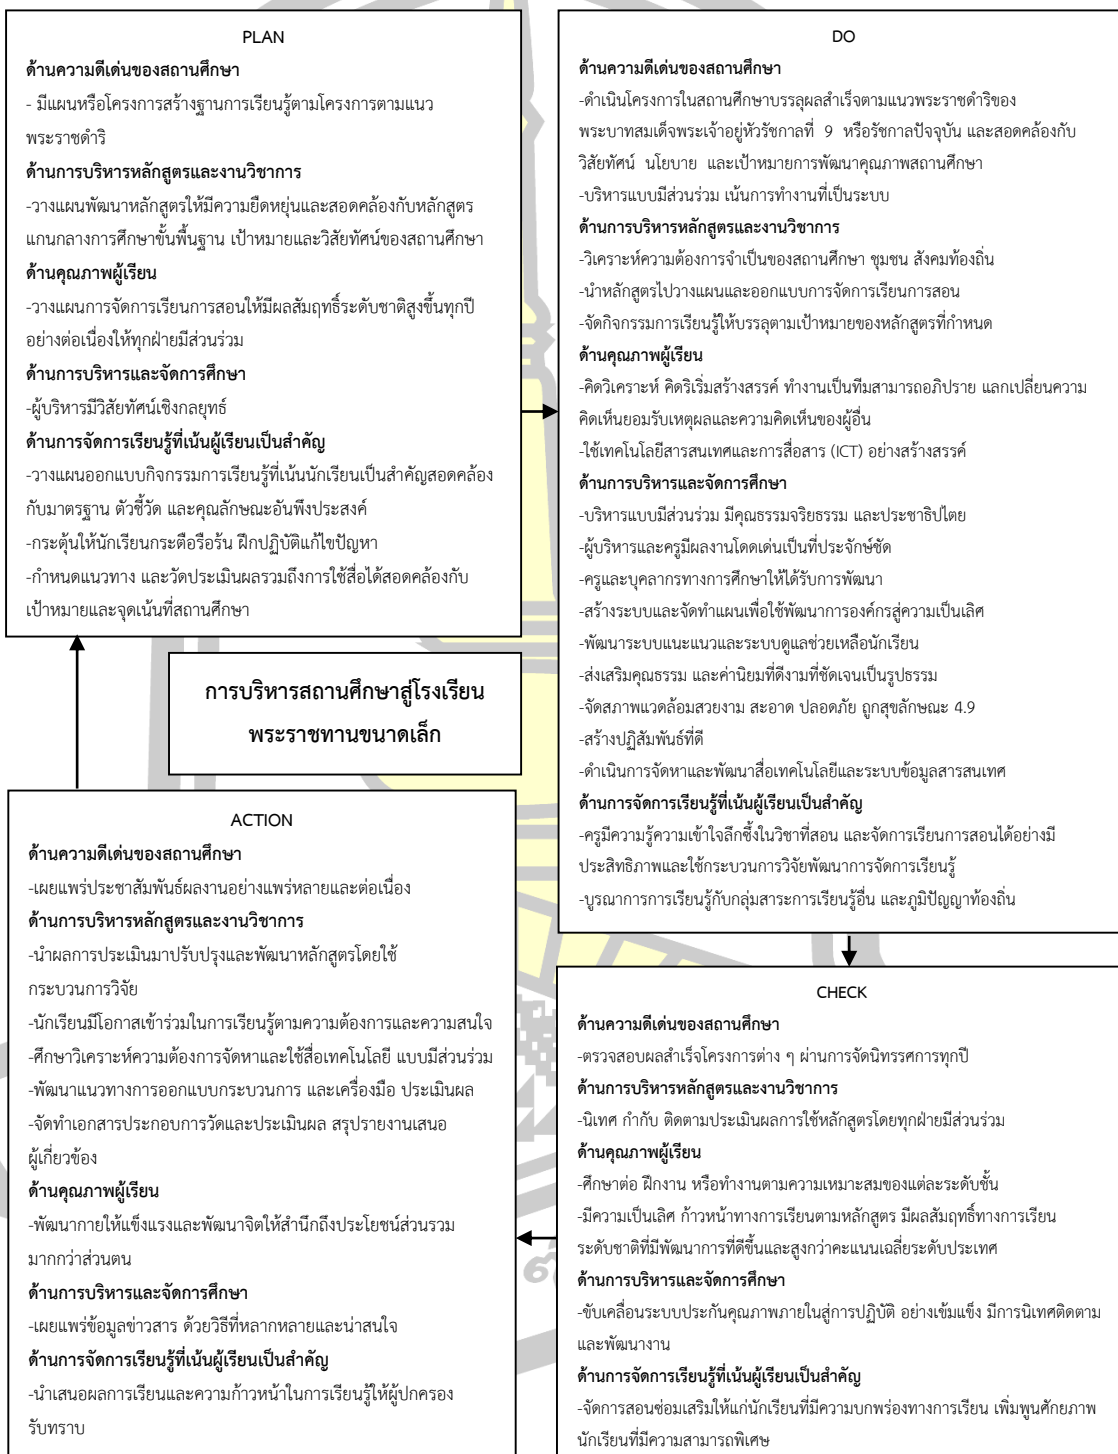 PLAN
ด้านความดีเด่นของสถานศึกษา
- มีแผนหรือโครงการสร้างฐานการเรียนรู้ตามโครงการตามแนว
พระราชดำริ
ด้านการบริหารหลักสูตรและงานวิชาการ
-วางแผนพัฒนาหลักสูตรให้มีความยืดหยุ่นและสอดคล้องกับหลักสูตร
แกนกลางการศึกษาขั้นพื้นฐาน เป้าหมายและวิสัยทัศน์ของสถานศึกษา
ด้านคุณภาพผู้เรียน
-วางแผนการจัดการเรียนการสอนให้มีผลสัมฤทธิ์ระดับชาติสูงขึ้นทุกปี
อย่างต่อเนื่องให้ทุกฝ่ายมีส่วนร่วม
ด้านการบริหารและจัดการศึกษา
-ผู้บริหารมีวิสัยทัศน์เชิงกลยุทธ์
ด้านการจัดการเรียนรู้ที่เน้นผู้เรียนเป็นสำคัญ
-วางแผนออกแบบกิจกรรมการเรียนรู้ที่เน้นนักเรียนเป็นสำคัญสอดคล้อง
กับมาตรฐาน ตัวชี้วัด และคุณลักษณะอันพึงประสงค์
-กระตุ้นให้นักเรียนกระตือรือร้น ฝึกปฏิบัติแก้ไขปัญหา
-กำหนดแนวทาง และวัดประเมินผลรวมถึงการใช้สื่อได้สอดคล้องกับ
เป้าหมายและจุดเน้นที่สถานศึกษา
DO
ด้านความดีเด่นของสถานศึกษา
-ดำเนินโครงการในสถานศึกษาบรรลุผลสำเร็จตามแนวพระราชดำริของ
พระบาทสมเด็จพระเจ้าอยู่หัวรัชกาลที่ 9 หรือรัชกาลปัจจุบัน และสอดคล้องกับ
วิสัยทัศน์ นโยบาย และเป้าหมายการพัฒนาคุณภาพสถานศึกษา
-บริหารแบบมีส่วนร่วม เน้นการทำงานที่เป็นระบบ
ด้านการบริหารหลักสูตรและงานวิชาการ
-วิเคราะห์ความต้องการจำเป็นของสถานศึกษา ชุมชน สังคมท้องถิ่น
-นำหลักสูตรไปวางแผนและออกแบบการจัดการเรียนการสอน
-จัดกิจกรรมการเรียนรู้ให้บรรลุตามเป้าหมายของหลักสูตรที่กำหนด
ด้านคุณภาพผู้เรียน
-คิดวิเคราะห์ คิดริเริ่มสร้างสรรค์ ทำงานเป็นทีมสามารถอภิปราย แลกเปลี่ยนความ
คิดเห็นยอมรับเหตุผลและความคิดเห็นของผู้อื่น
-ใช้เทคโนโลยีสารสนเทศและการสื่อสาร (ICT) อย่างสร้างสรรค์
ด้านการบริหารและจัดการศึกษา
-บริหารแบบมีส่วนร่วม มีคุณธรรมจริยธรรม และประชาธิปไตย
-ผู้บริหารและครูมีผลงานโดดเด่นเป็นที่ประจักษ์ชัด
-ครูและบุคลากรทางการศึกษาให้ได้รับการพัฒนา
-สร้างระบบและจัดทำแผนเพื่อใช้พัฒนาการองค์กรสู่ความเป็นเลิศ
-พัฒนาระบบแนะแนวและระบบดูแลช่วยเหลือนักเรียน
-ส่งเสริมคุณธรรม และค่านิยมที่ดีงามที่ชัดเจนเป็นรูปธรรม
-จัดสภาพแวดล้อมสวยงาม สะอาด ปลอดภัย ถูกสุขลักษณะ 4.9
-สร้างปฏิสัมพันธ์ที่ดี
-ดำเนินการจัดหาและพัฒนาสื่อเทคโนโลยีและระบบข้อมูลสารสนเทศ
ด้านการจัดการเรียนรู้ที่เน้นผู้เรียนเป็นสำคัญ
-ครูมีความรู้ความเข้าใจลึกซึ้งในวิชาที่สอน และจัดการเรียนการสอนได้อย่างมี
ประสิทธิภาพและใช้กระบวนการวิจัยพัฒนาการจัดการเรียนรู้
-บูรณาการการเรียนรู้กับกลุ่มสาระการเรียนรู้อื่น และภูมิปัญญาท้องถิ่น
การบริหารสถานศึกษาสู่โรงเรียน
พระราชทานขนาดเล็ก
ACTION
ด้านความดีเด่นของสถานศึกษา
-เผยแพร่ประชาสัมพันธ์ผลงานอย่างแพร่หลายและต่อเนื่อง
ด้านการบริหารหลักสูตรและงานวิชาการ
-นำผลการประเมินมาปรับปรุงและพัฒนาหลักสูตรโดยใช้
กระบวนการวิจัย
-นักเรียนมีโอกาสเข้าร่วมในการเรียนรู้ตามความต้องการและความสนใจ
-ศึกษาวิเคราะห์ความต้องการจัดหาและใช้สื่อเทคโนโลยี แบบมีส่วนร่วม
-พัฒนาแนวทางการออกแบบกระบวนการ และเครื่องมือ ประเมินผล
-จัดทำเอกสารประกอบการวัดและประเมินผล สรุปรายงานเสนอ
ผู้เกี่ยวข้อง
ด้านคุณภาพผู้เรียน
-พัฒนากายให้แข็งแรงและพัฒนาจิตให้สำนึกถึงประโยชน์ส่วนรวม
มากกว่าส่วนตน
ด้านการบริหารและจัดการศึกษา
-เผยแพร่ข้อมูลข่าวสาร ด้วยวิธีที่หลากหลายและน่าสนใจ
ด้านการจัดการเรียนรู้ที่เน้นผู้เรียนเป็นสำคัญ
-นำเสนอผลการเรียนและความก้าวหน้าในการเรียนรู้ให้ผู้ปกครอง
รับทราบ
CHECK
ด้านความดีเด่นของสถานศึกษา
-ตรวจสอบผลสำเร็จโครงการต่าง ๆ ผ่านการจัดนิทรรศการทุกปี
ด้านการบริหารหลักสูตรและงานวิชาการ
-นิเทศ กำกับ ติดตามประเมินผลการใช้หลักสูตรโดยทุกฝ่ายมีส่วนร่วม
ด้านคุณภาพผู้เรียน
-ศึกษาต่อ ฝึกงาน หรือทำงานตามความเหมาะสมของแต่ละระดับชั้น
-มีความเป็นเลิศ ก้าวหน้าทางการเรียนตามหลักสูตร มีผลสัมฤทธิ์ทางการเรียน
ระดับชาติที่มีพัฒนาการที่ดีขึ้นและสูงกว่าคะแนนเฉลี่ยระดับประเทศ
ด้านการบริหารและจัดการศึกษา
-ขับเคลื่อนระบบประกันคุณภาพภายในสู่การปฏิบัติ อย่างเข้มแข็ง มีการนิเทศติดตาม
และพัฒนางาน
ด้านการจัดการเรียนรู้ที่เน้นผู้เรียนเป็นสำคัญ
-จัดการสอนซ่อมเสริมให้แก่นักเรียนที่มีความบกพร่องทางการเรียน เพิ่มพูนศักยภาพ
นักเรียนที่มีความสามารถพิเศษ